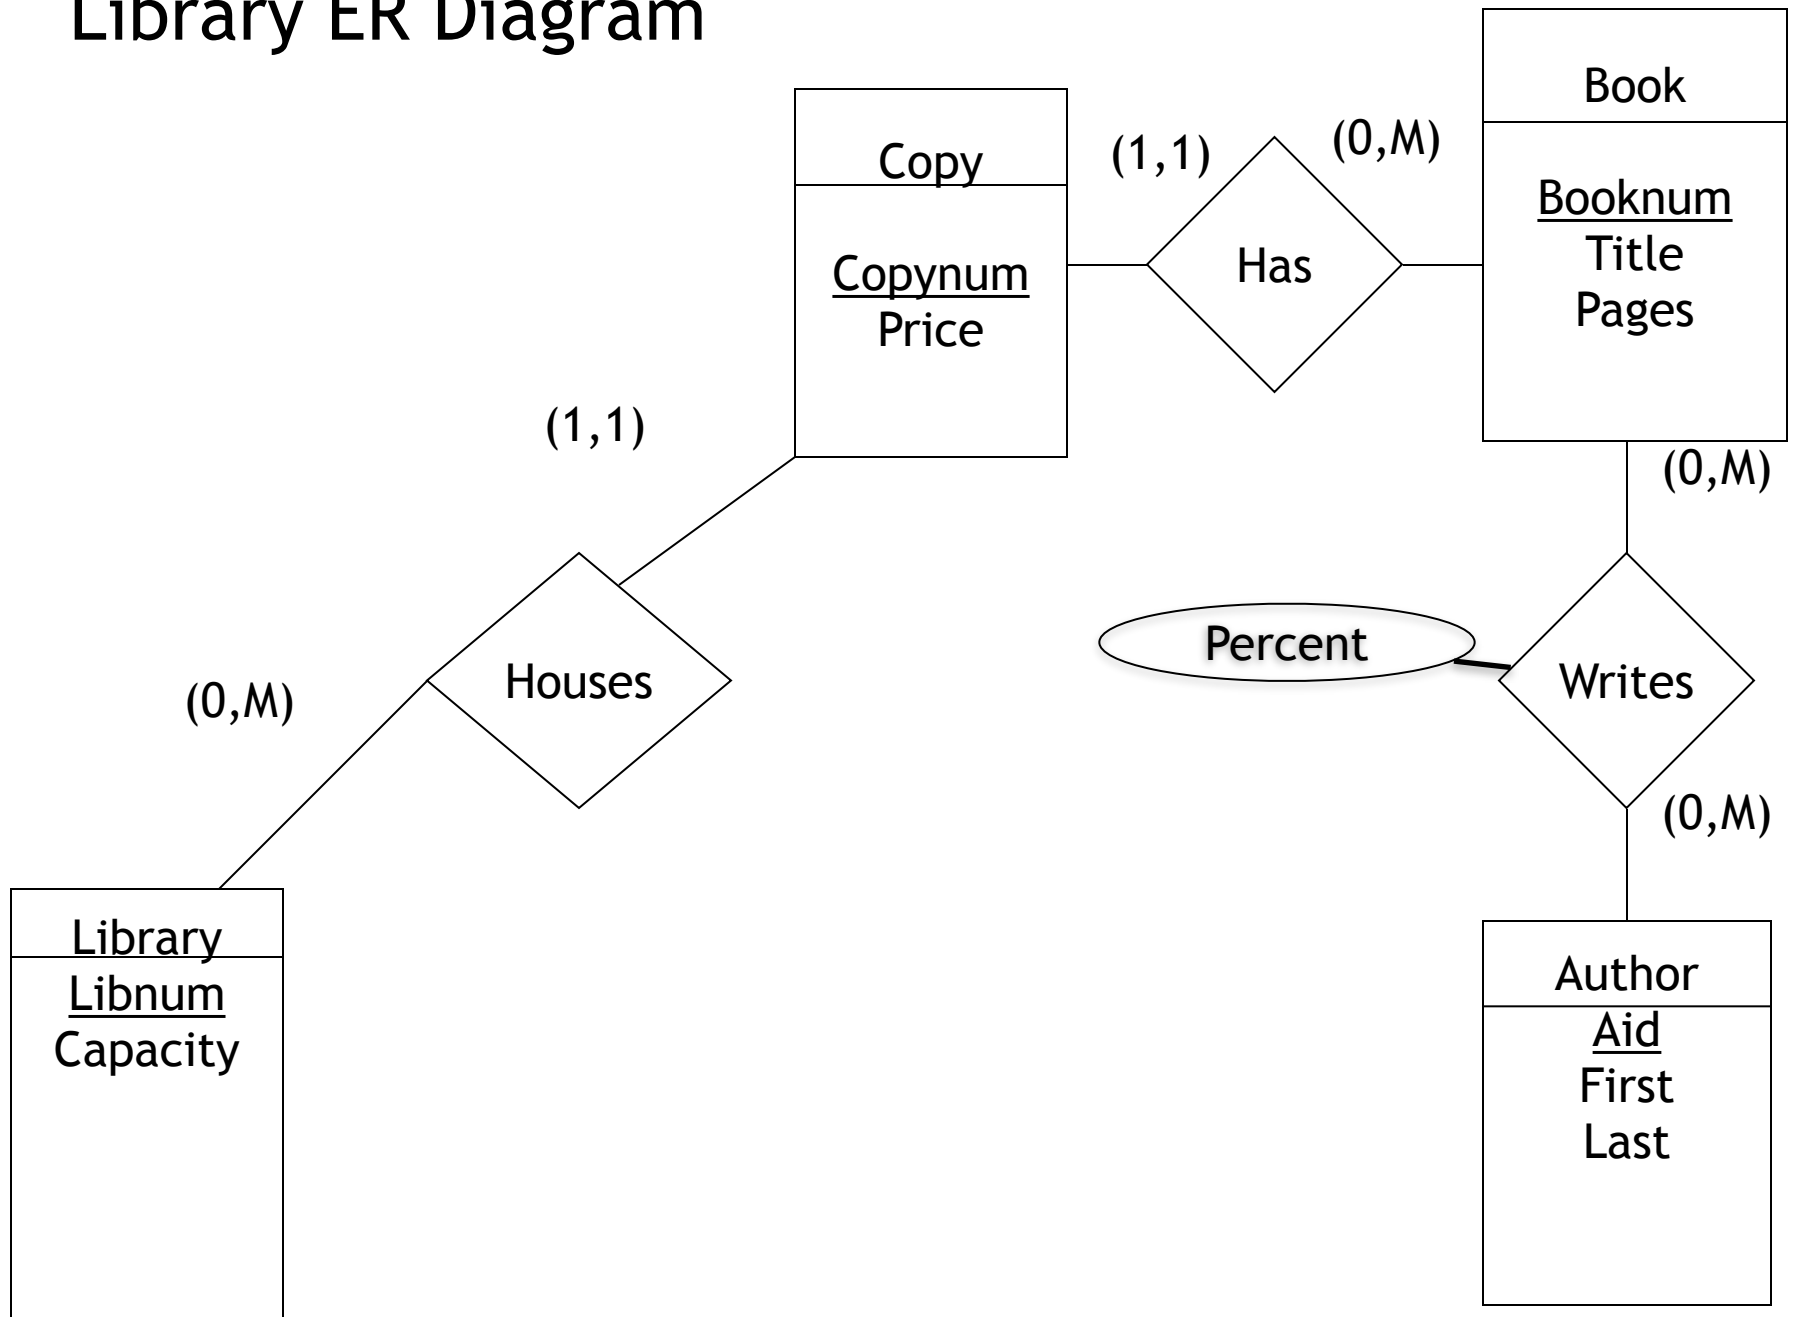 Library ER Diagram
Book
Booknum
Title
Pages
Copy
Copynum
Price
(1,1)
(0,M)
Has
(1,1)
(0,M)
Houses
(0,M)
Percent
Writes
(0,M)
Library
Libnum
Capacity
Author
Aid
First
Last